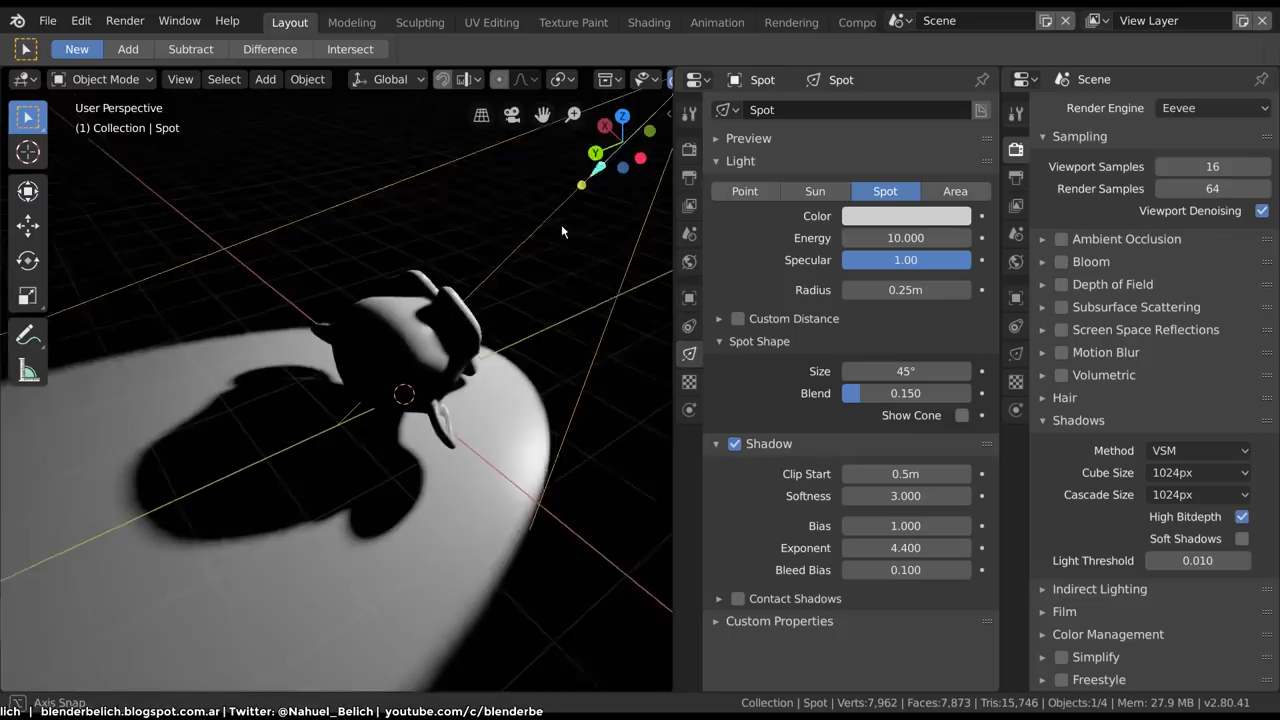 File Edit Render Window Help Layout Modeling Sculpting UV Editing Texture Paint Shading Animation Rendering Compo Scene View Layer
New Add Subtract Difference Intersect
Object Mode View Select Add Object Global Spot Spot Scene
User Perspective
(1) Collection | Spot
X
Y
Z
Spot
Preview
Light
Point Sun Spot Area
Color
Energy 10.000
Specular 1.00
Radius 0.25m
Custom Distance
Spot Shape
Size 45°
Blend 0.150
Show Cone
Shadow
Clip Start 0.5m
Softness 3.000
Bias 1.000
Exponent 4.400
Bleed Bias 0.100
Contact Shadows
Custom Properties
Render Engine Eevee
Sampling
Viewport Samples 16
Render Samples 64
Viewport Denoising
Ambient Occlusion
Bloom
Depth of Field
Subsurface Scattering
Screen Space Reflections
Motion Blur
Volumetric
Hair
Shadows
Method VSM
Cube Size 1024px
Cascade Size 1024px
High Bitdepth
Soft Shadows
Light Threshold 0.010
Indirect Lighting
Film
Color Management
Simplify
Freestyle
Axis Snap Collection | Spot | Verts:7,962 | Faces:7,873 | Tris:15,746 | Objects:1/4 | Mem: 27.9 MB | v2.80.41
lich | blenderbelich.blogspot.com.ar | Twitter: @Nahuel_Belich | youtube.com/c/blenderbe